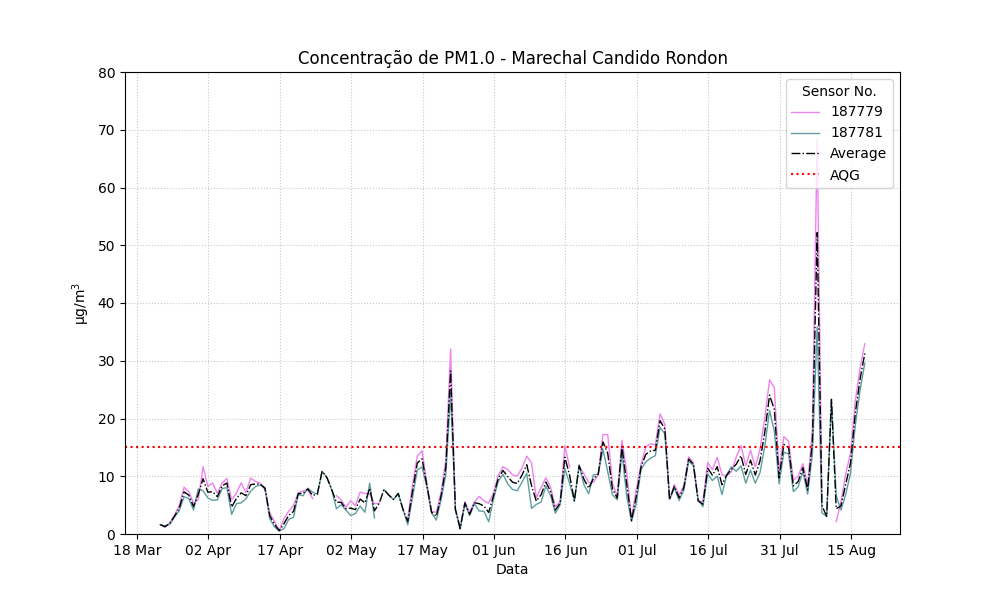 Concentração de PM1.0 - Marechal Candido Rondon
Sensor No.
187779
187781
Average
AQG
80
70
60
50
40
30
20
10
0
µg/m³
18 Mar 02 Apr 17 Apr 02 May 17 May 01 Jun 16 Jun 01 Jul 16 Jul 31 Jul 15 Aug
Data